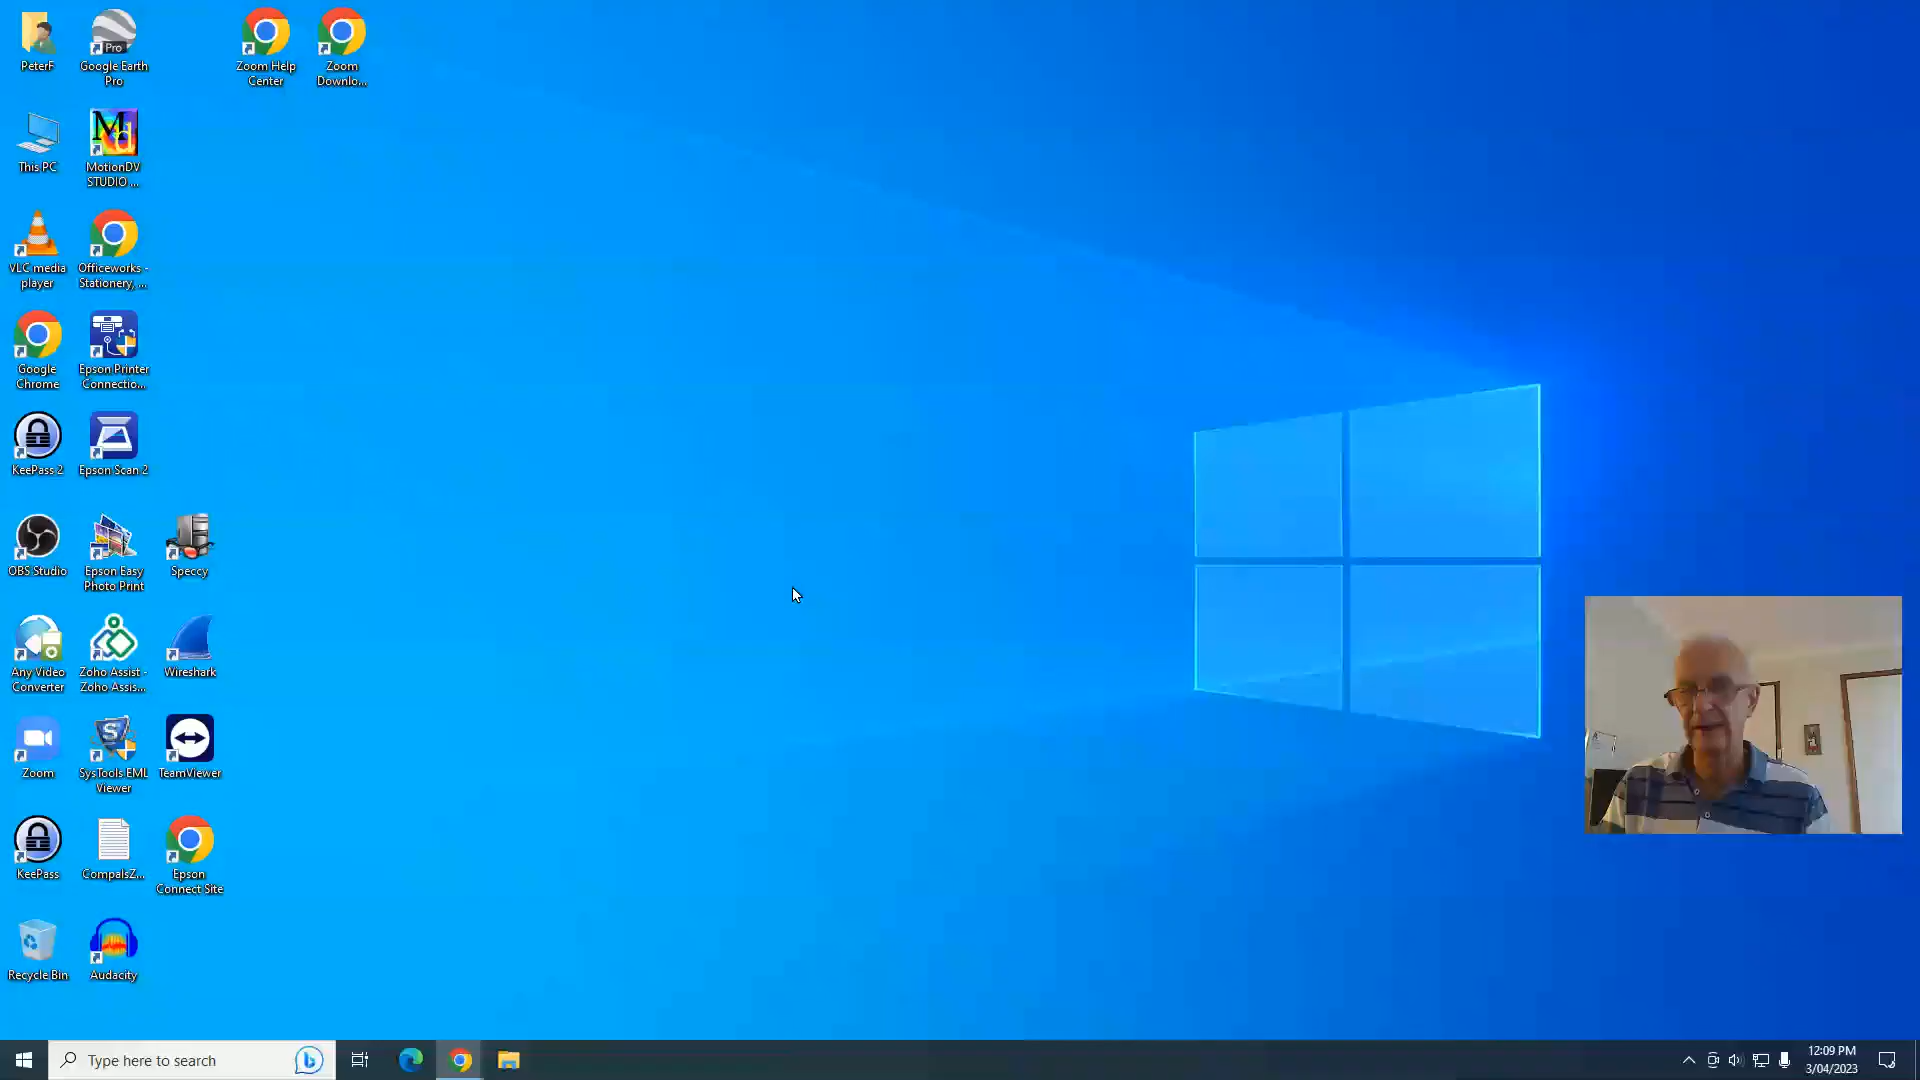 PeterF
Pro
Google Earth
Pro
Zoom Help
Center
Zoom
Downlo...
This PC
Md
MotionDV
STUDIO ...
VLC media
player
Officeworks -
Stationery, ...
Google
Chrome
Epson Printer
Connectio...
KeePass 2
Epson Scan 2
OBS Studio
Epson Easy
Photo Print
Speccy
Any Video
Converter
Zoho Assist -
Zoho Assis...
Wireshark
Zoom
S
SysTools EML
Viewer
TeamViewer
KeePass
CompalsZ...
Epson
Connect Site
Recycle Bin
Audacity
Type here to search
12:09 PM
3/04/2023